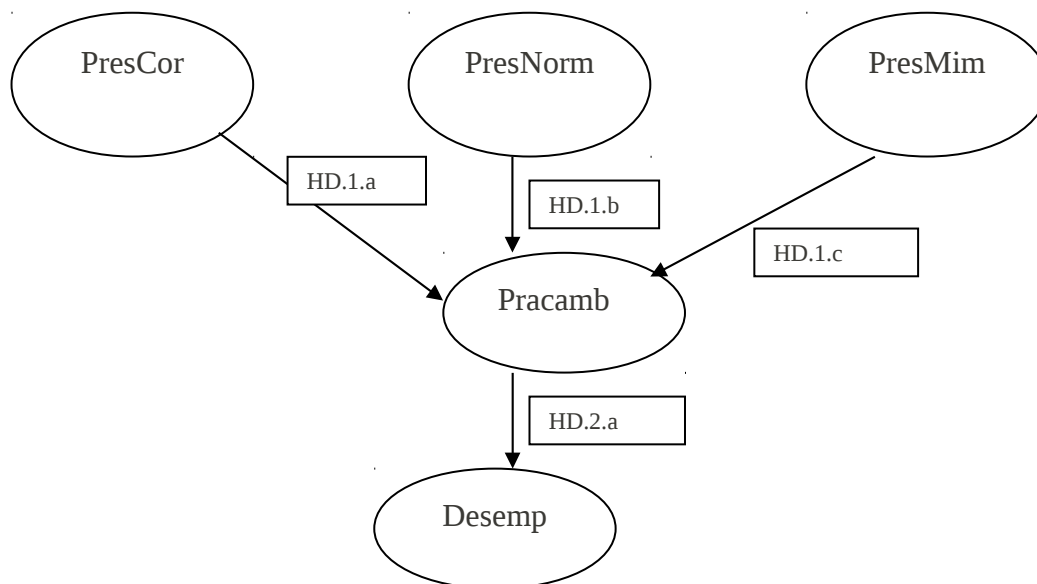 PresCor
PresNorm
PresMim
HD.1.a
HD.1.b
HD.1.c
Pracamb
HD.2.a
Desemp